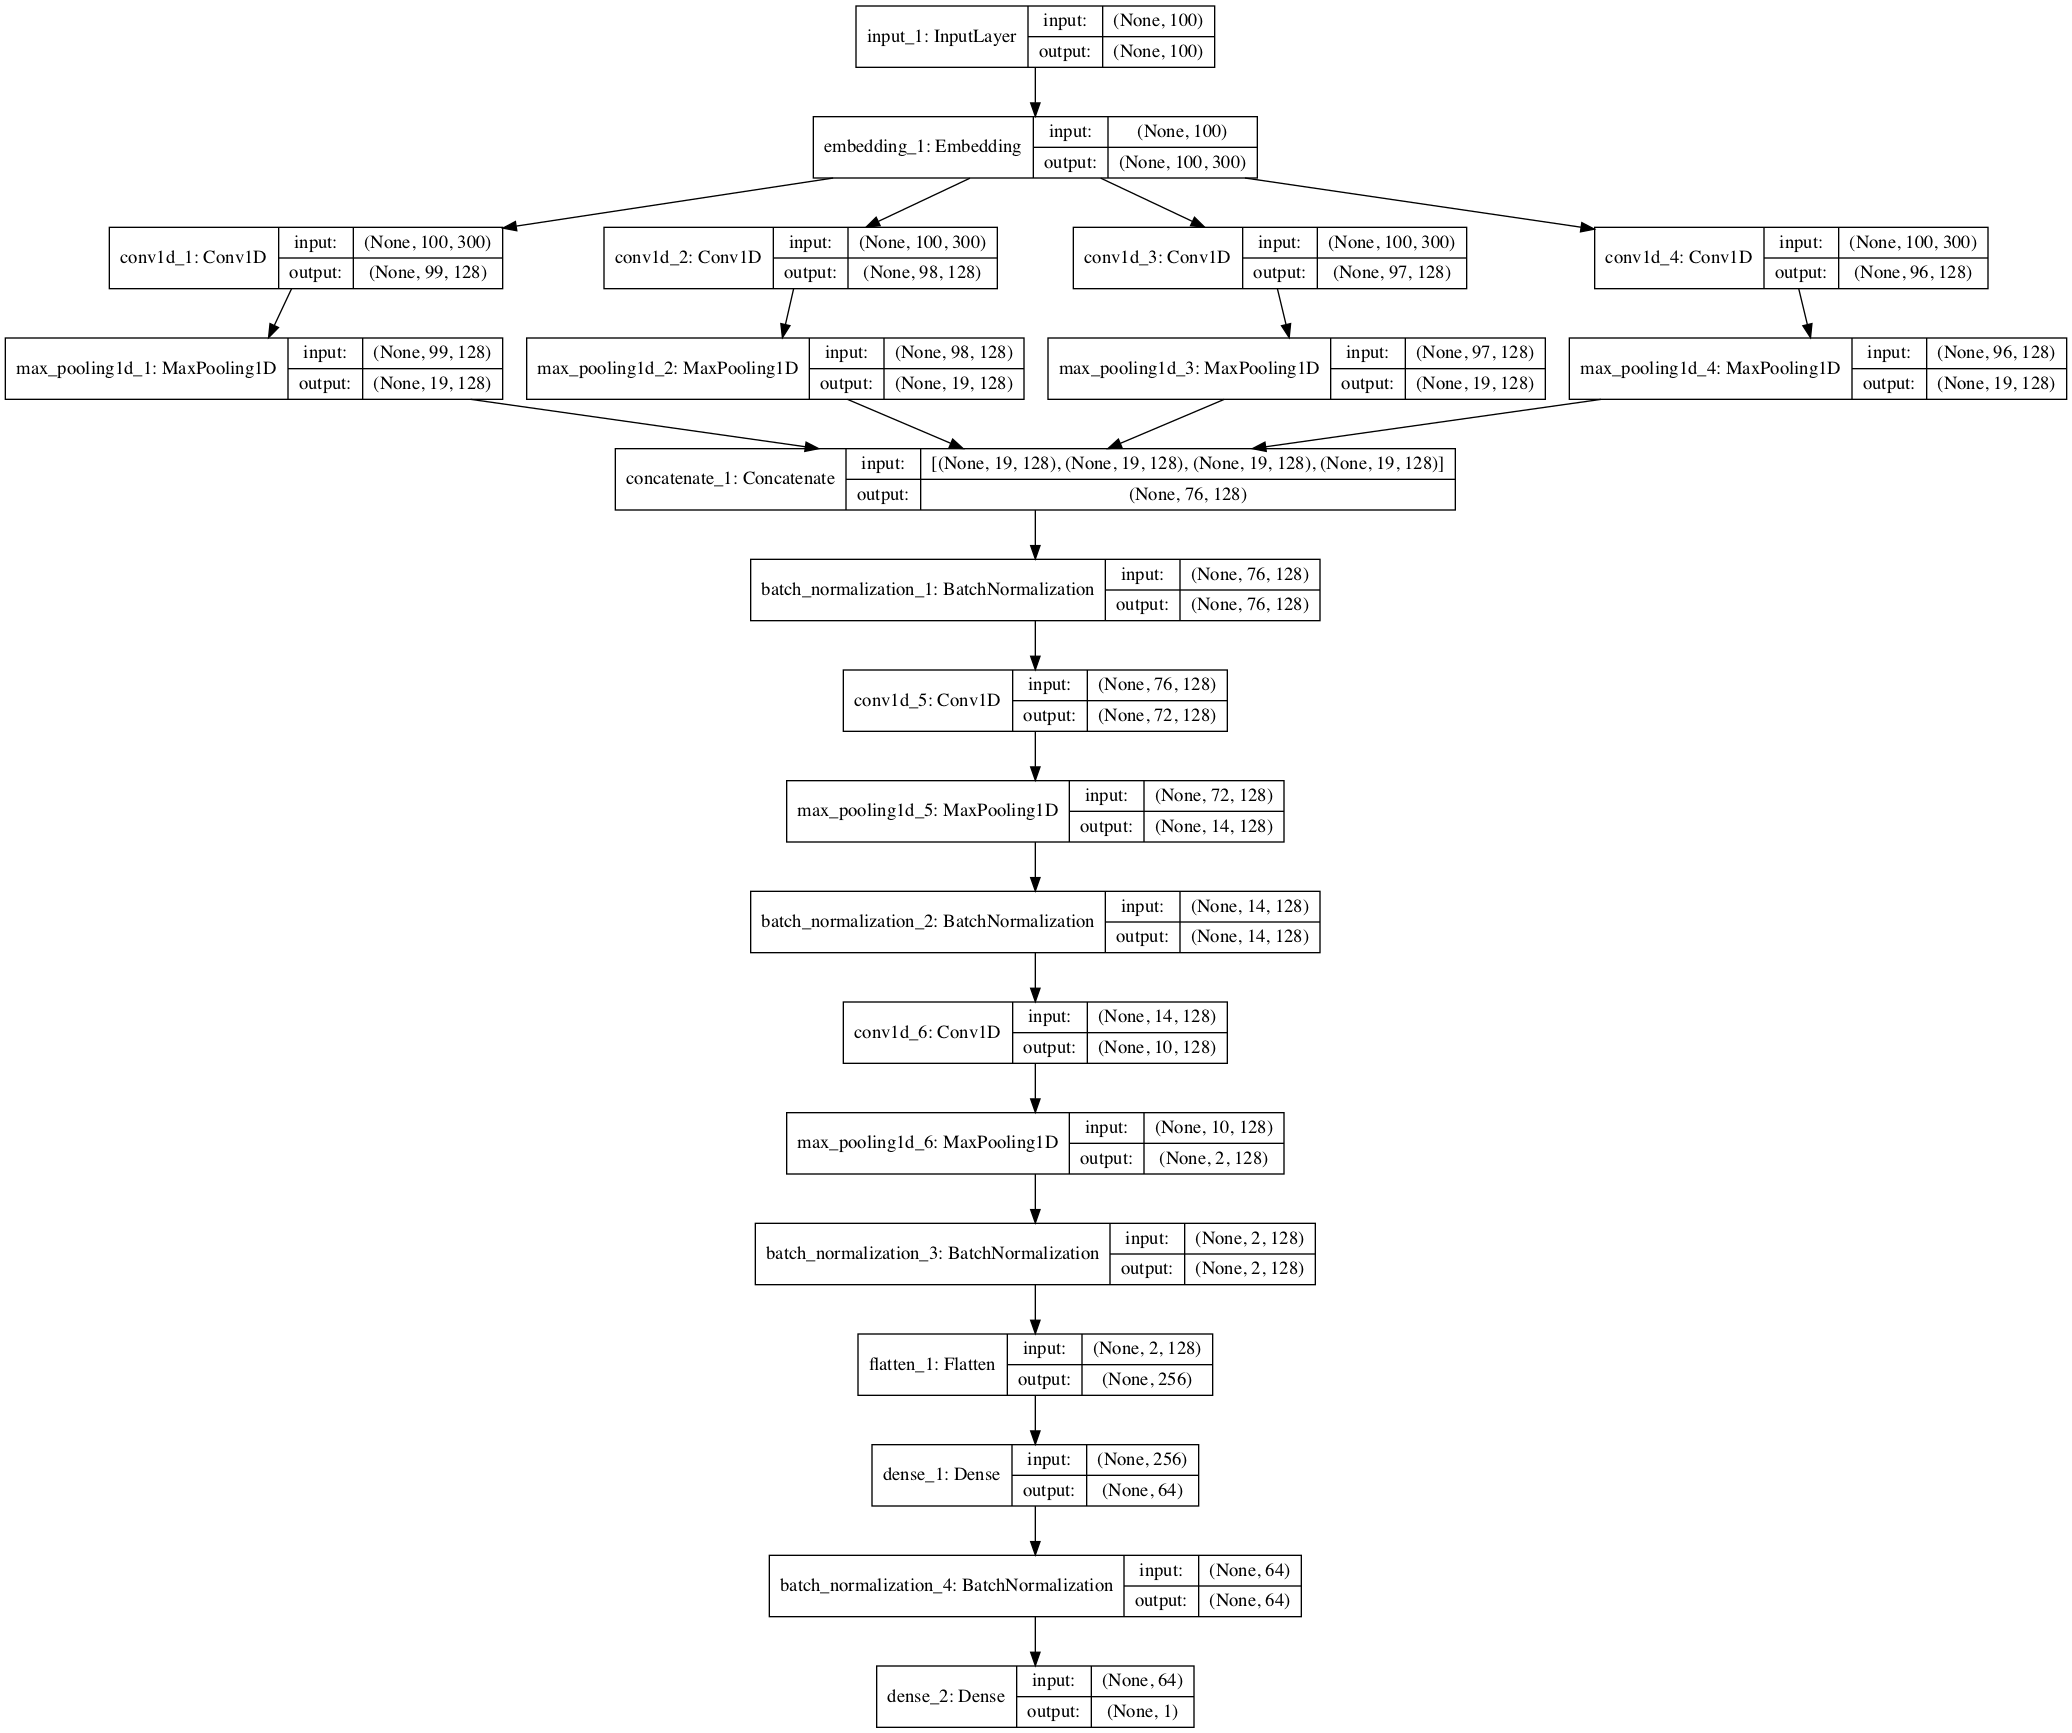 input_1: InputLayer
input: (None, 100)
output: (None, 100)
embedding_1: Embedding
input: (None, 100)
output: (None, 100, 300)
conv1d_1: Conv1D
input: (None, 100, 300)
output: (None, 99, 128)
conv1d_2: Conv1D
input: (None, 100, 300)
output: (None, 98, 128)
conv1d_3: Conv1D
input: (None, 100, 300)
output: (None, 97, 128)
conv1d_4: Conv1D
input: (None, 100, 300)
output: (None, 96, 128)
max_pooling1d_1: MaxPooling1D
input: (None, 99, 128)
output: (None, 19, 128)
max_pooling1d_2: MaxPooling1D
input: (None, 98, 128)
output: (None, 19, 128)
max_pooling1d_3: MaxPooling1D
input: (None, 97, 128)
output: (None, 19, 128)
max_pooling1d_4: MaxPooling1D
input: (None, 96, 128)
output: (None, 19, 128)
concatenate_1: Concatenate
input: [(None, 19, 128), (None, 19, 128), (None, 19, 128), (None, 19, 128)]
output: (None, 76, 128)
batch_normalization_1: BatchNormalization
input: (None, 76, 128)
output: (None, 76, 128)
conv1d_5: Conv1D
input: (None, 76, 128)
output: (None, 72, 128)
max_pooling1d_5: MaxPooling1D
input: (None, 72, 128)
output: (None, 14, 128)
batch_normalization_2: BatchNormalization
input: (None, 14, 128)
output: (None, 14, 128)
conv1d_6: Conv1D
input: (None, 14, 128)
output: (None, 10, 128)
max_pooling1d_6: MaxPooling1D
input: (None, 10, 128)
output: (None, 2, 128)
batch_normalization_3: BatchNormalization
input: (None, 2, 128)
output: (None, 2, 128)
flatten_1: Flatten
input: (None, 2, 128)
output: (None, 256)
dense_1: Dense
input: (None, 256)
output: (None, 64)
batch_normalization_4: BatchNormalization
input: (None, 64)
output: (None, 64)
dense_2: Dense
input: (None, 64)
output: (None, 1)